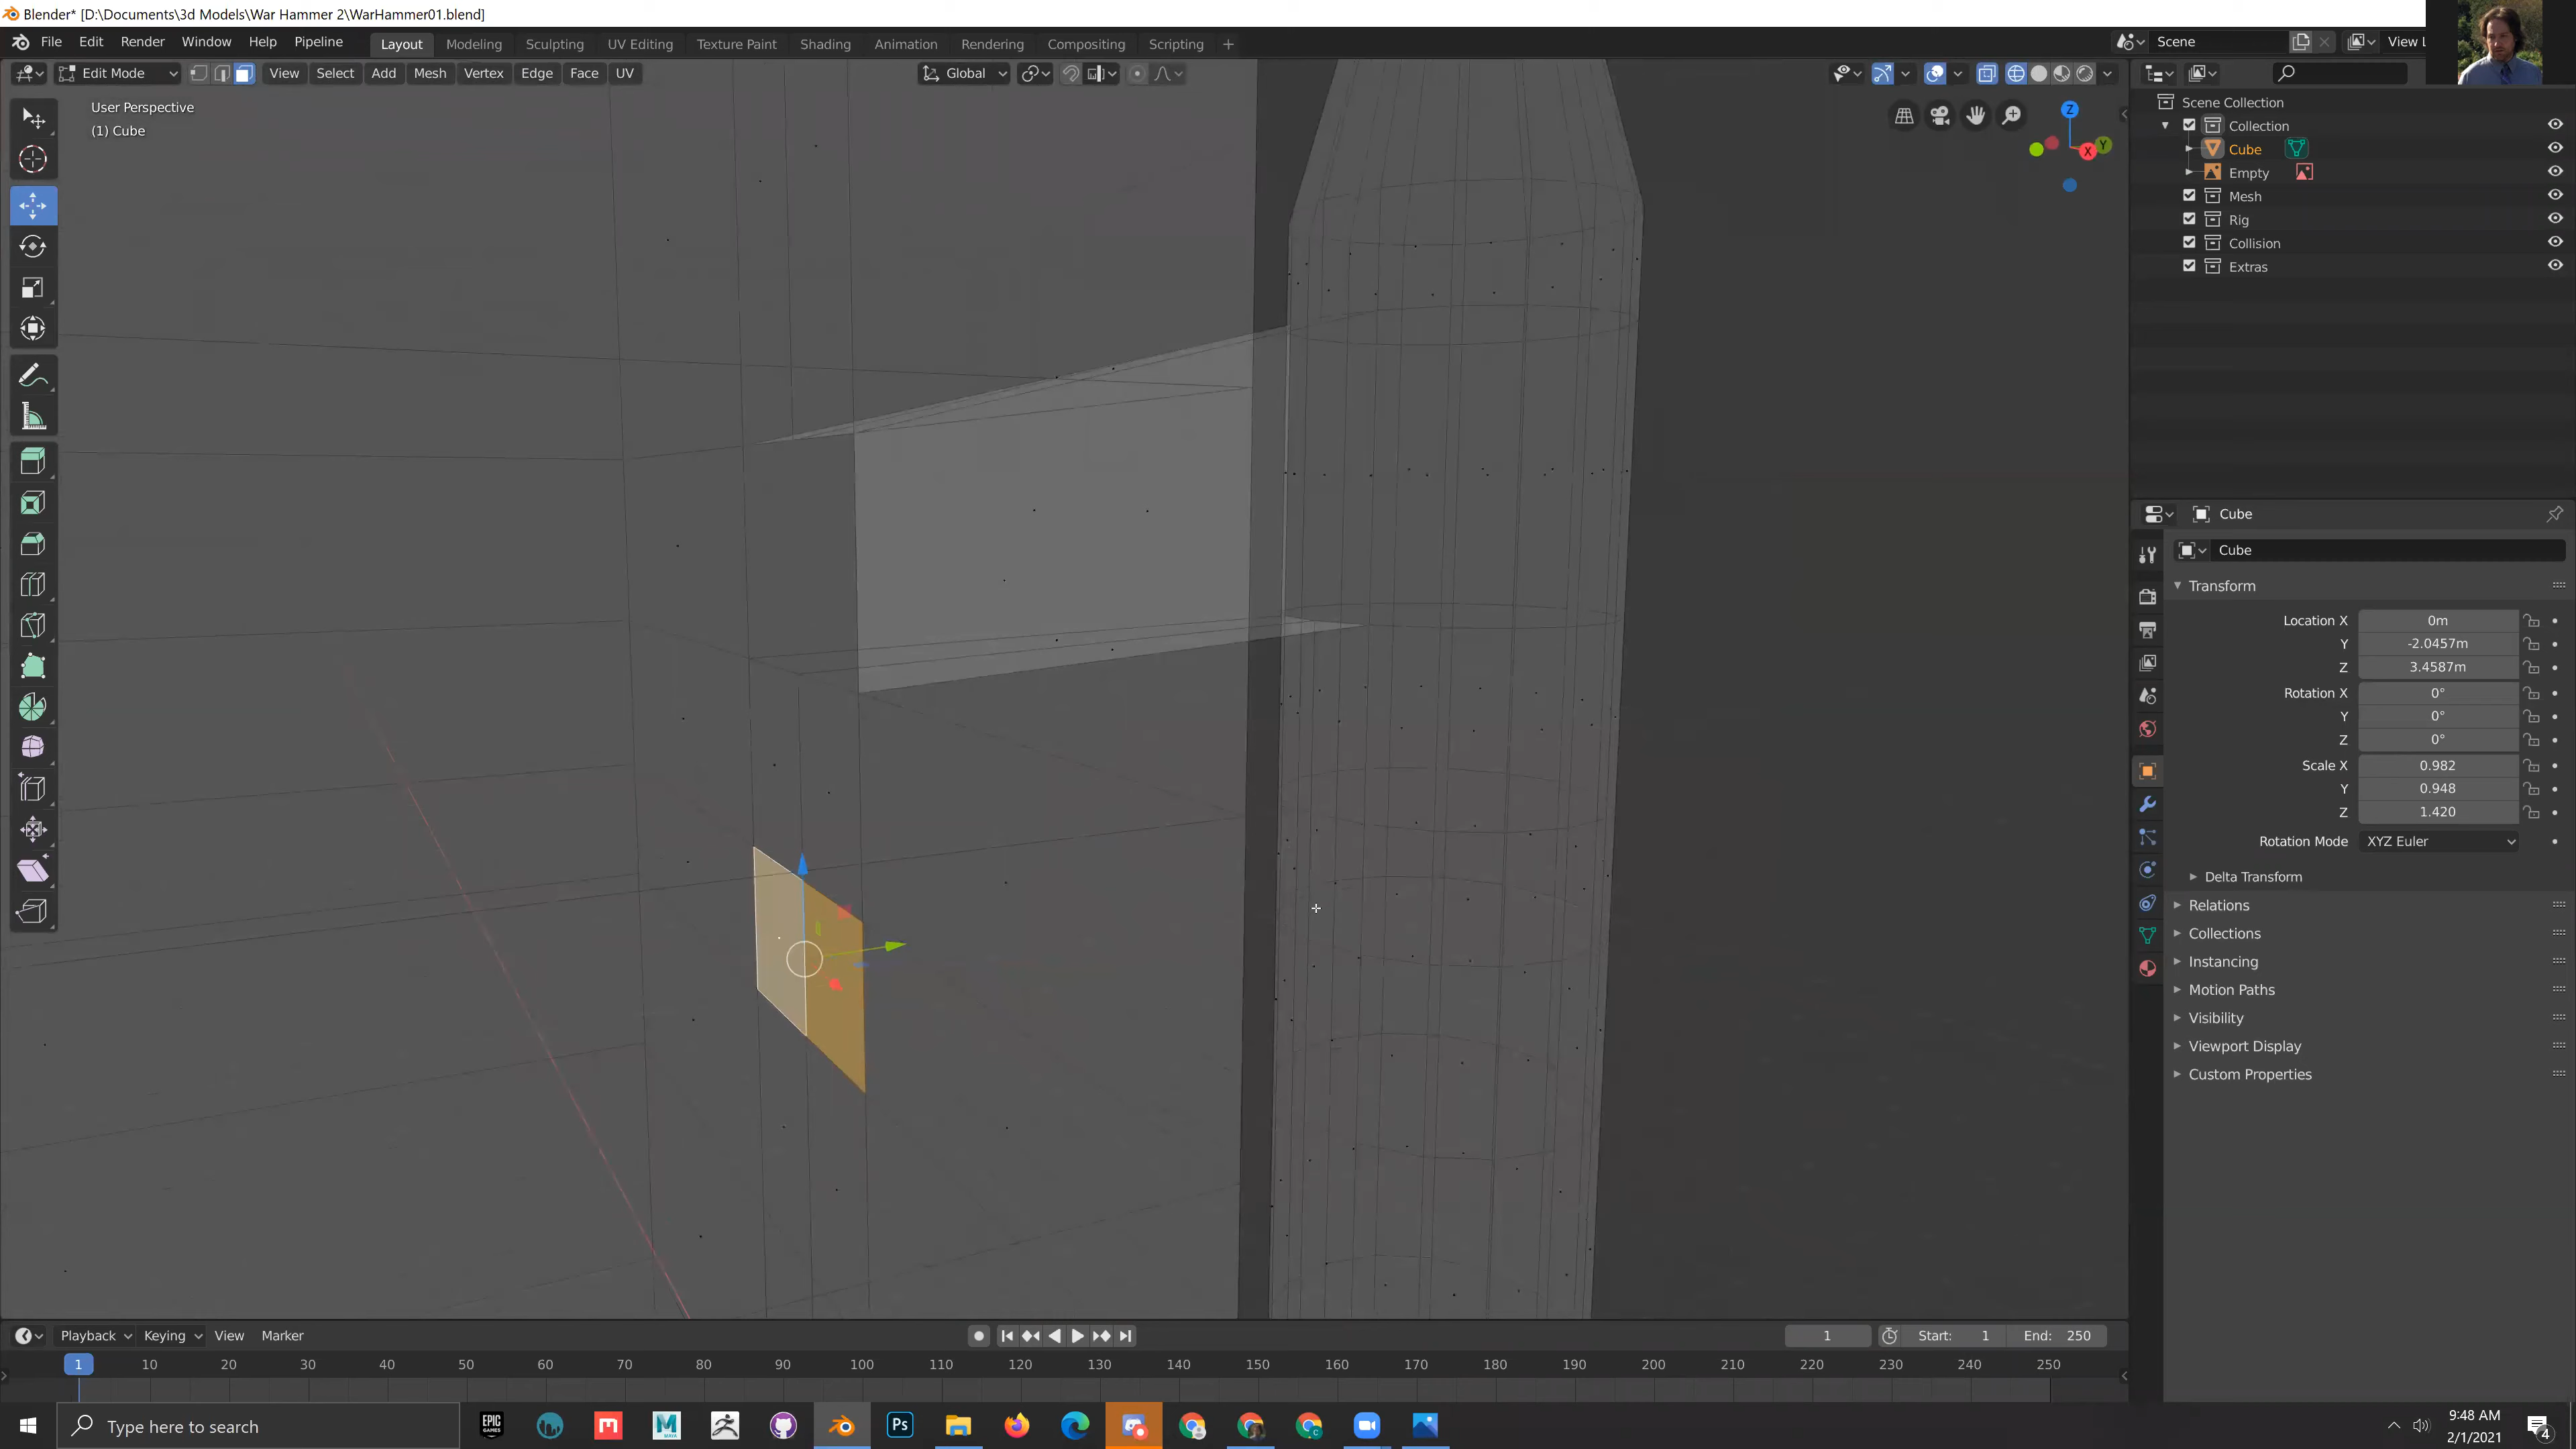 Blender* [D:\Documents\3d Models\War Hammer 2\WarHammer01.blend]
File Edit Render Window Help Pipeline Layout Modeling Sculpting UV Editing Texture Paint Shading Animation Rendering Compositing Scripting + Scene View L
Edit Mode View Select Add Mesh Vertex Edge Face UV Global
User Perspective
(1) Cube
Z
Y
X
Scene Collection
Collection
Cube
Empty
Mesh
Rig
Collision
Extras
Cube
Cube
Transform
Location X 0m
Y -2.0457m
Z 3.4587m
Rotation X 0°
Y 0°
Z 0°
Scale X 0.982
Y 0.948
Z 1.420
Rotation Mode XYZ Euler
Delta Transform
Relations
Collections
Instancing
Motion Paths
Visibility
Viewport Display
Custom Properties
Playback Keying View Marker 1 Start: 1 End: 250
1 10 20 30 40 50 60 70 80 90 100 110 120 130 140 150 160 170 180 190 200 210 220 230 240 250
Type here to search
EPIC GAMES
MAYA
Ps
9:48 AM
2/1/2021
4